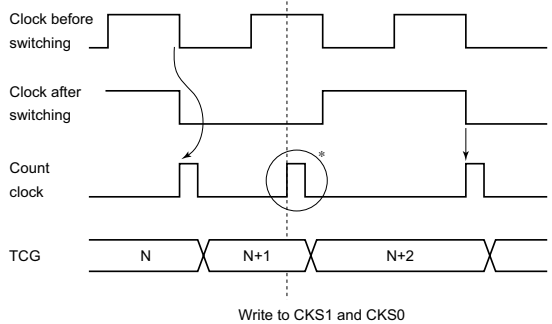 Clock before
switching
Clock after
switching
Count
clock
*
TCG
N
N+1
N+2
Write to CKS1 and CKS0